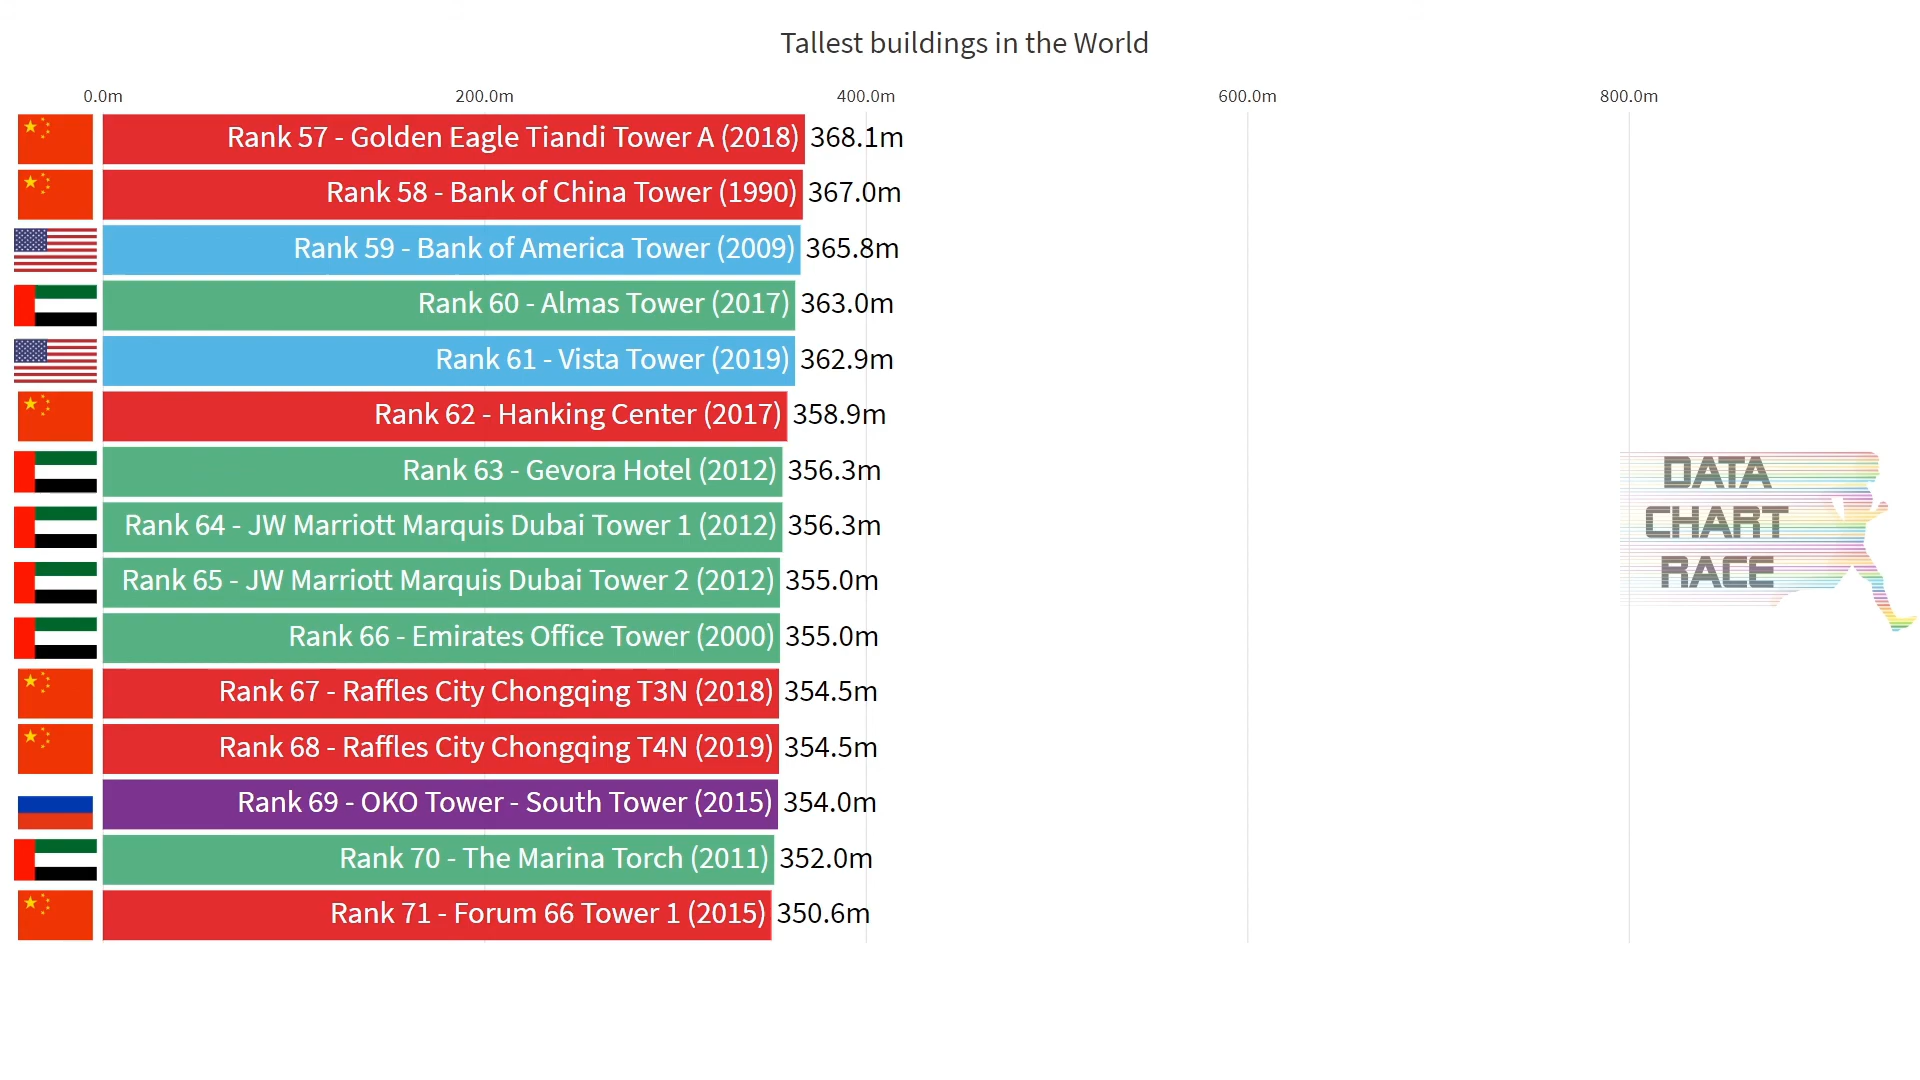 Tallest buildings in the World
0.0m 200.0m 400.0m 600.0m 800.0m
Rank 57 - Golden Eagle Tiandi Tower A (2018) 368.1m
Rank 58 - Bank of China Tower (1990) 367.0m
Rank 59 - Bank of America Tower (2009) 365.8m
Rank 60 - Almas Tower (2017) 363.0m
Rank 61 - Vista Tower (2019) 362.9m
Rank 62 - Hanking Center (2017) 358.9m
Rank 63 - Gevora Hotel (2012) 356.3m
Rank 64 - JW Marriott Marquis Dubai Tower 1 (2012) 356.3m
Rank 65 - JW Marriott Marquis Dubai Tower 2 (2012) 355.0m
Rank 66 - Emirates Office Tower (2000) 355.0m
Rank 67 - Raffles City Chongqing T3N (2018) 354.5m
Rank 68 - Raffles City Chongqing T4N (2019) 354.5m
Rank 69 - OKO Tower - South Tower (2015) 354.0m
Rank 70 - The Marina Torch (2011) 352.0m
Rank 71 - Forum 66 Tower 1 (2015) 350.6m
DATA
CHART
RACE